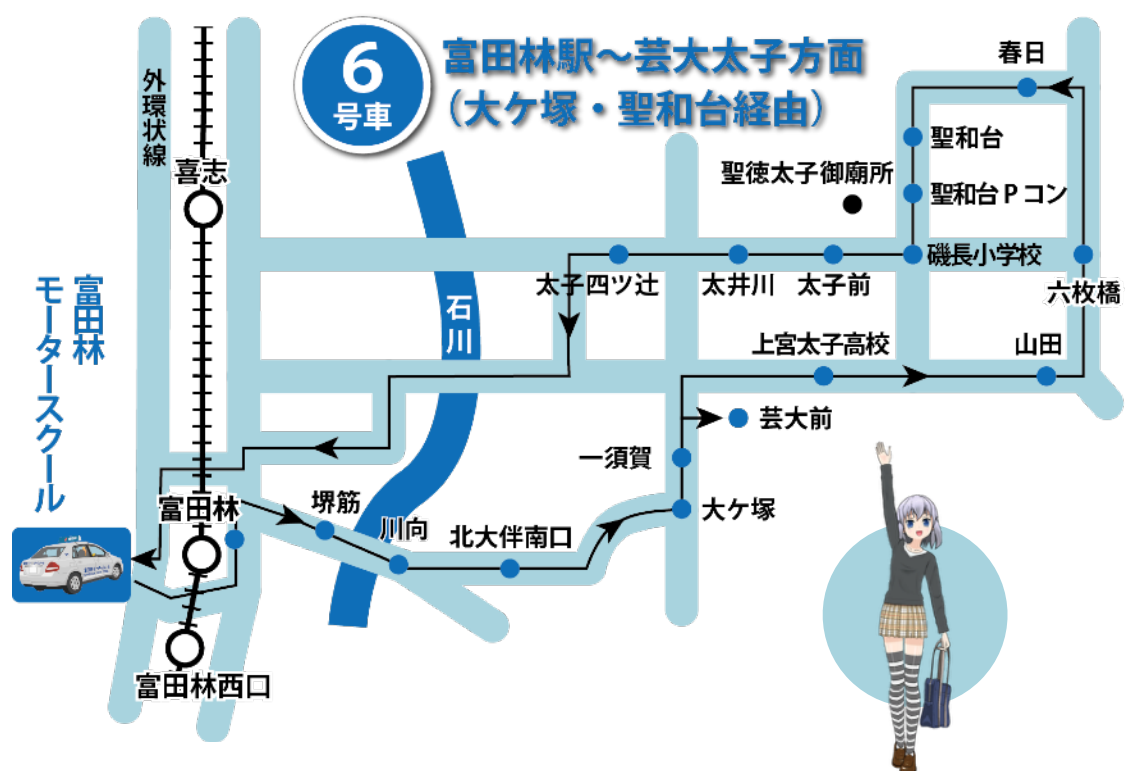 6
号車
富田林駅～芸大太子方面
（大ケ塚・聖和台経由）
外環状線
喜志
石川
春日
聖和台
聖和台Pコン
聖徳太子御廟所
磯長小学校
六枚橋
太子四ツ辻
太井川
太子前
上宮太子高校
山田
芸大前
一須賀
大ケ塚
富田林
モータースクール
富田林
堺筋
川向
北大伴南口
富田林西口